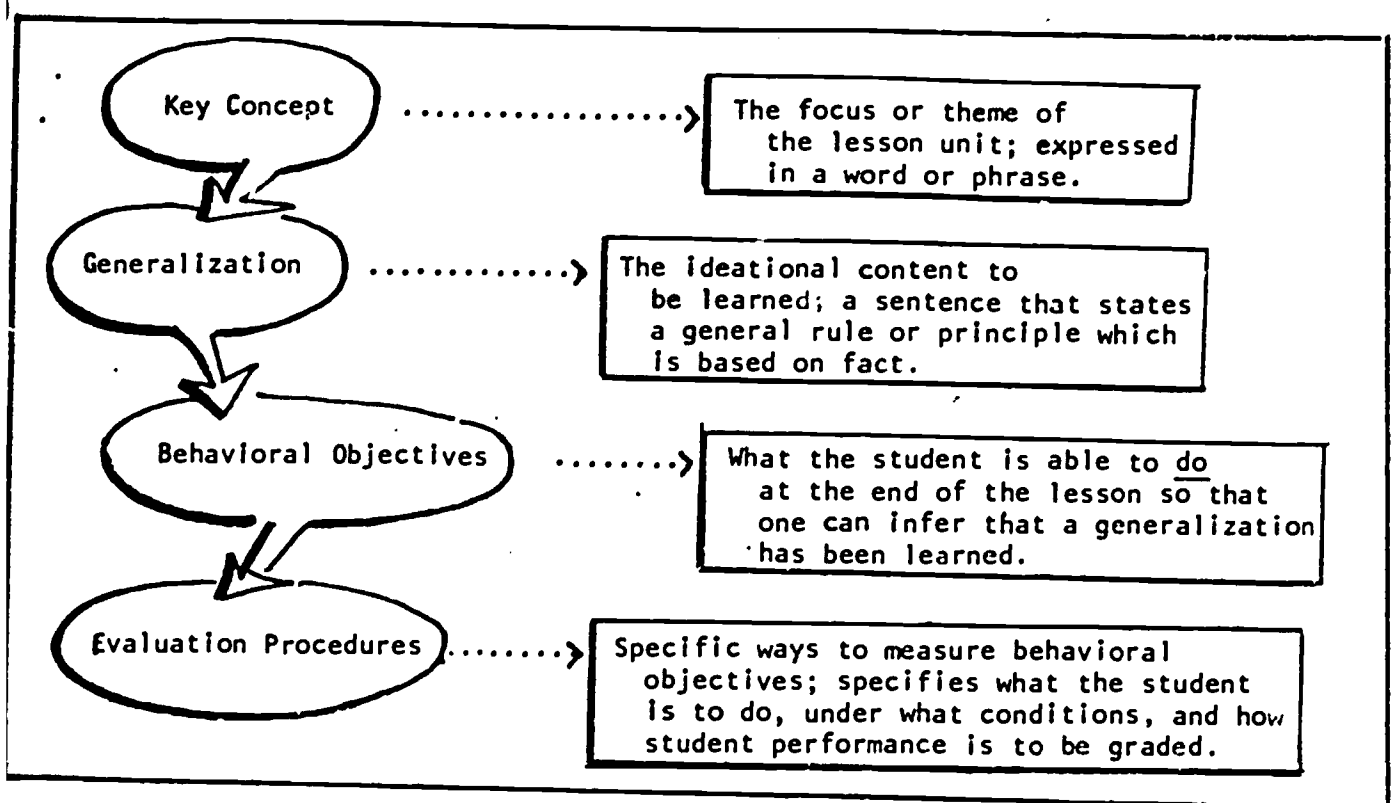 Key Concept
The focus or theme of
the lesson unit; expressed
in a word or phrase.
Generalization
The ideational content to
be learned; a sentence that states
a general rule or principle which
is based on fact.
Behavioral Objectives
What the student is able to do
at the end of the lesson so that
one can infer that a generalization
has been learned.
Evaluation Procedures
Specific ways to measure behavioral
objectives; specifies what the student
is to do, under what conditions, and how
student performance is to be graded.